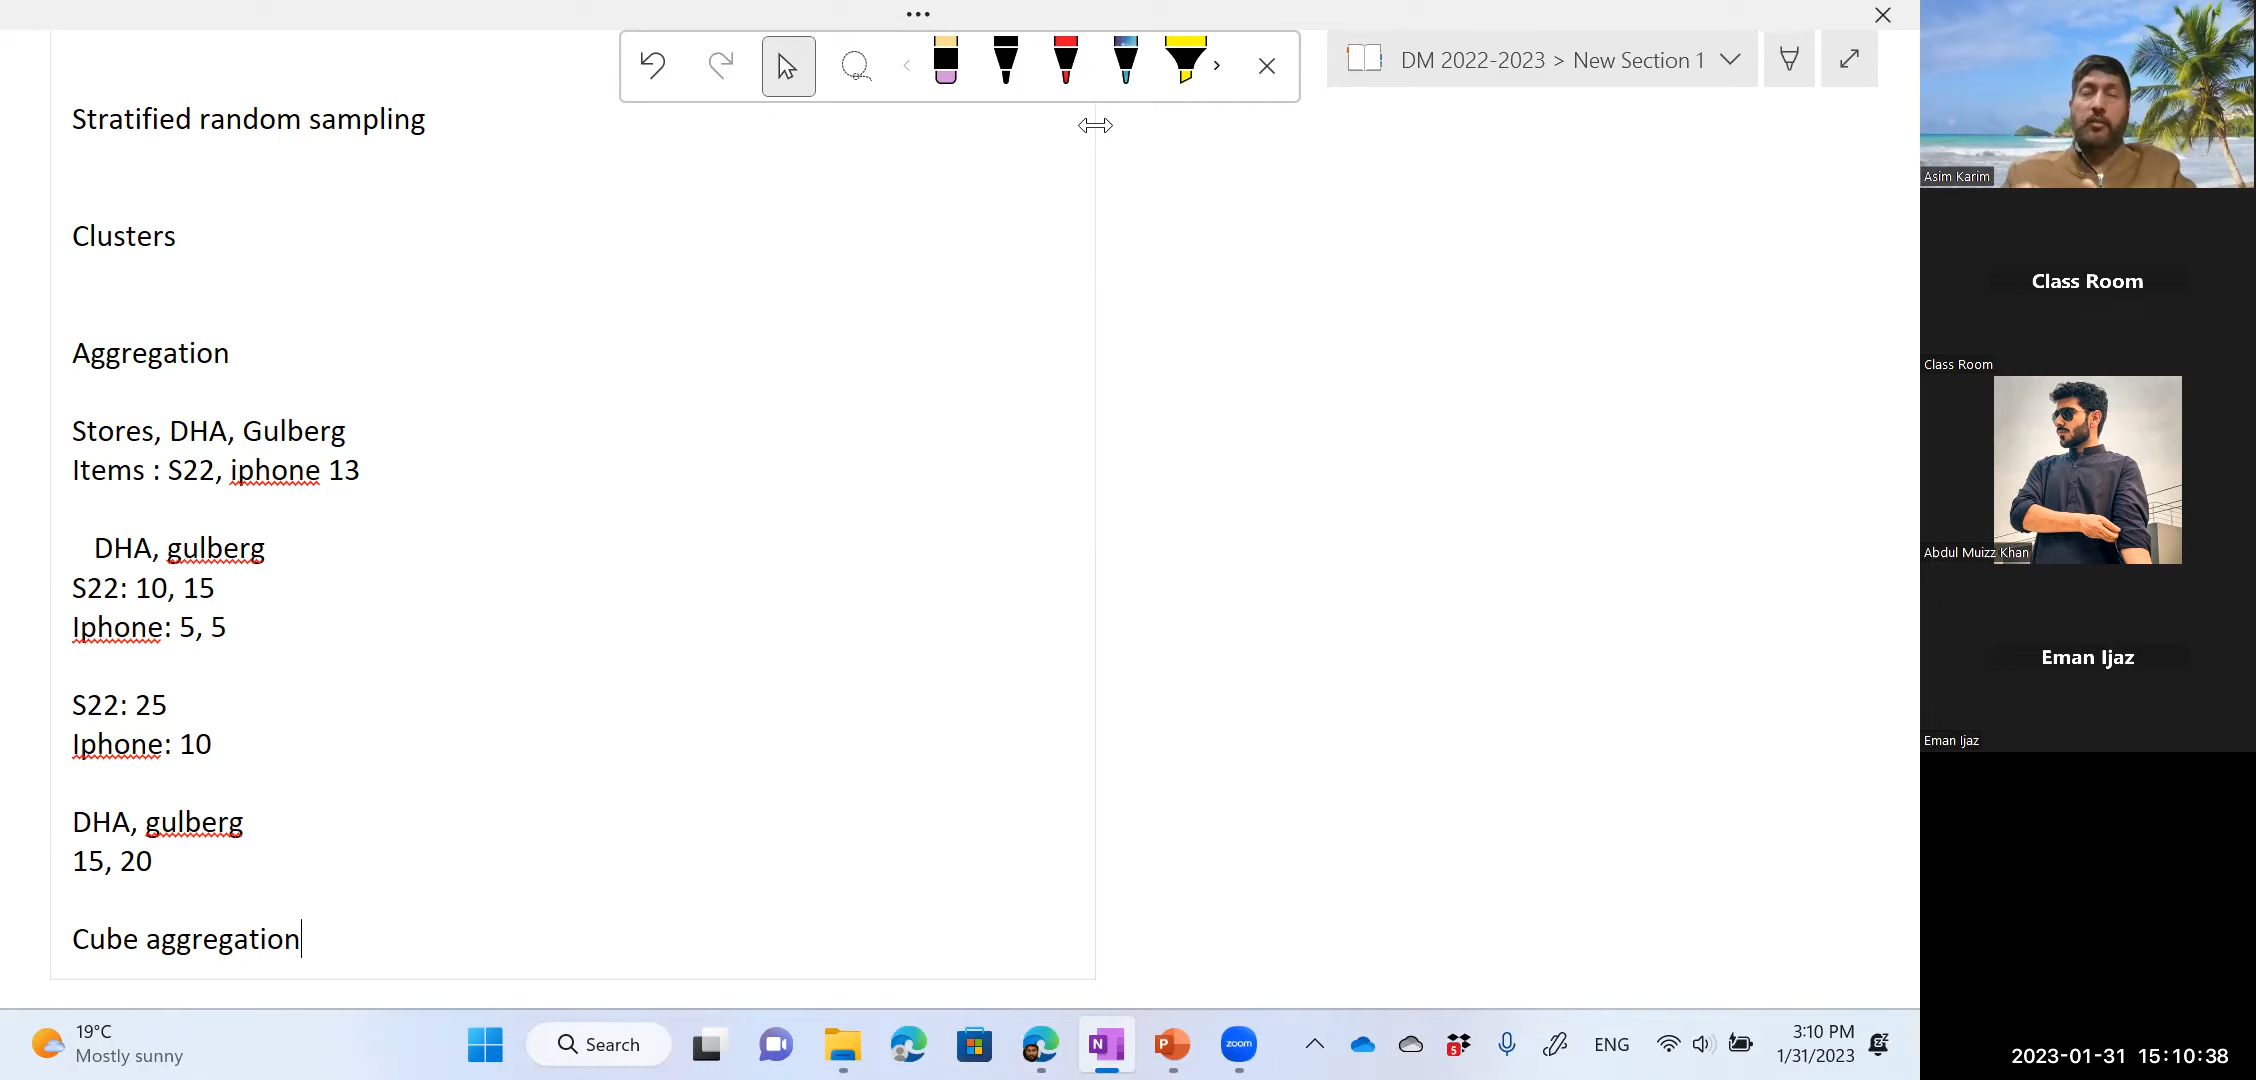 •••
DM 2022-2023 > New Section 1
Stratified random sampling
Clusters
Aggregation
Stores, DHA, Gulberg
Items : S22, iphone 13
DHA, gulberg
S22: 10, 15
Iphone: 5, 5
S22: 25
Iphone: 10
DHA, gulberg
15, 20
Cube aggregation
19°C
Mostly sunny
Search
N
P
zoom
5
ENG
3:10 PM
1/31/2023
Asim Karim
Class Room
Class Room
Abdul Muizz Khan
Eman Ijaz
Eman Ijaz
2023-01-31 15:10:38